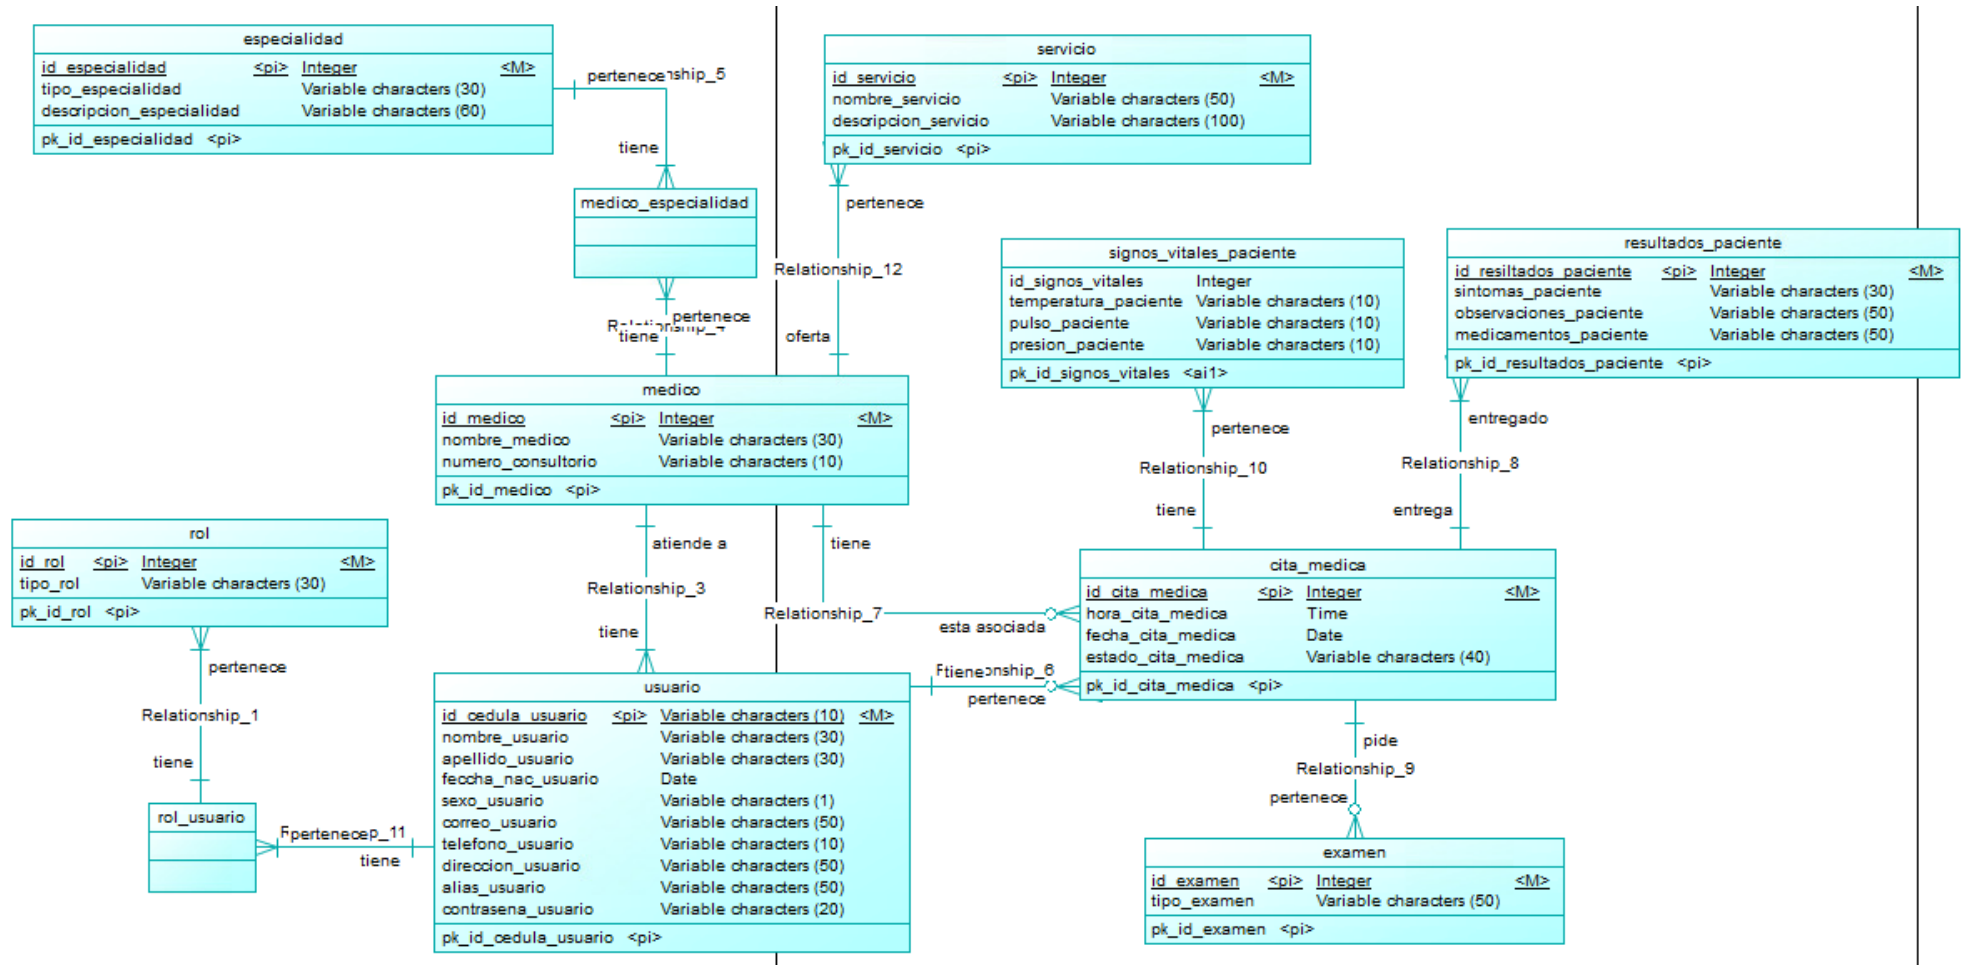 especialidad
id_especialidad <pi> Integer <M>
tipo_especialidad Variable characters (30)
descripcion_especialidad Variable characters (60)
pk_id_especialidad <pi>
pertenece ship_5
tiene
medico_especialidad
pertenece
tiene
servicio
id_servicio <pi> Integer <M>
nombre_servicio Variable characters (50)
descripcion_servicio Variable characters (100)
pk_id_servicio <pi>
pertenece
Relationship_12
oferta
signos_vitales_paciente
id_signos_vitales Integer
temperatura_paciente Variable characters (10)
pulso_paciente Variable characters (10)
presion_paciente Variable characters (10)
pk_id_signos_vitales <ai1>
pertenece
Relationship_10
tiene
resultados_paciente
id_resiltados_paciente <pi> Integer <M>
sintomas_paciente Variable characters (30)
observaciones_paciente Variable characters (50)
medicamentos_paciente Variable characters (50)
pk_id_resultados_paciente <pi>
entregado
Relationship_8
entrega
medico
id_medico <pi> Integer <M>
nombre_medico Variable characters (30)
numero_consultorio Variable characters (10)
pk_id_medico <pi>
atiende a
Relationship_3
tiene
tiene
Relationship_7
esta asociada
rol
id_rol <pi> Integer <M>
tipo_rol Variable characters (30)
pk_id_rol <pi>
pertenece
Relationship_1
tiene
rol_usuario
pertenece p_11
tiene
cita_medica
id_cita_medica <pi> Integer <M>
hora_cita_medica Time
fecha_cita_medica Date
estado_cita_medica Variable characters (40)
pk_id_cita_medica <pi>
tiene nship_6
pertenece
usuario
id_cedula_usuario <pi> Variable characters (10) <M>
nombre_usuario Variable characters (30)
apellido_usuario Variable characters (30)
feccha_nac_usuario Date
sexo_usuario Variable characters (1)
correo_usuario Variable characters (50)
telefono_usuario Variable characters (10)
direccion_usuario Variable characters (50)
alias_usuario Variable characters (50)
contrasena_usuario Variable characters (20)
pk_id_cedula_usuario <pi>
pide
Relationship_9
pertenece
examen
id_examen <pi> Integer <M>
tipo_examen Variable characters (50)
pk_id_examen <pi>